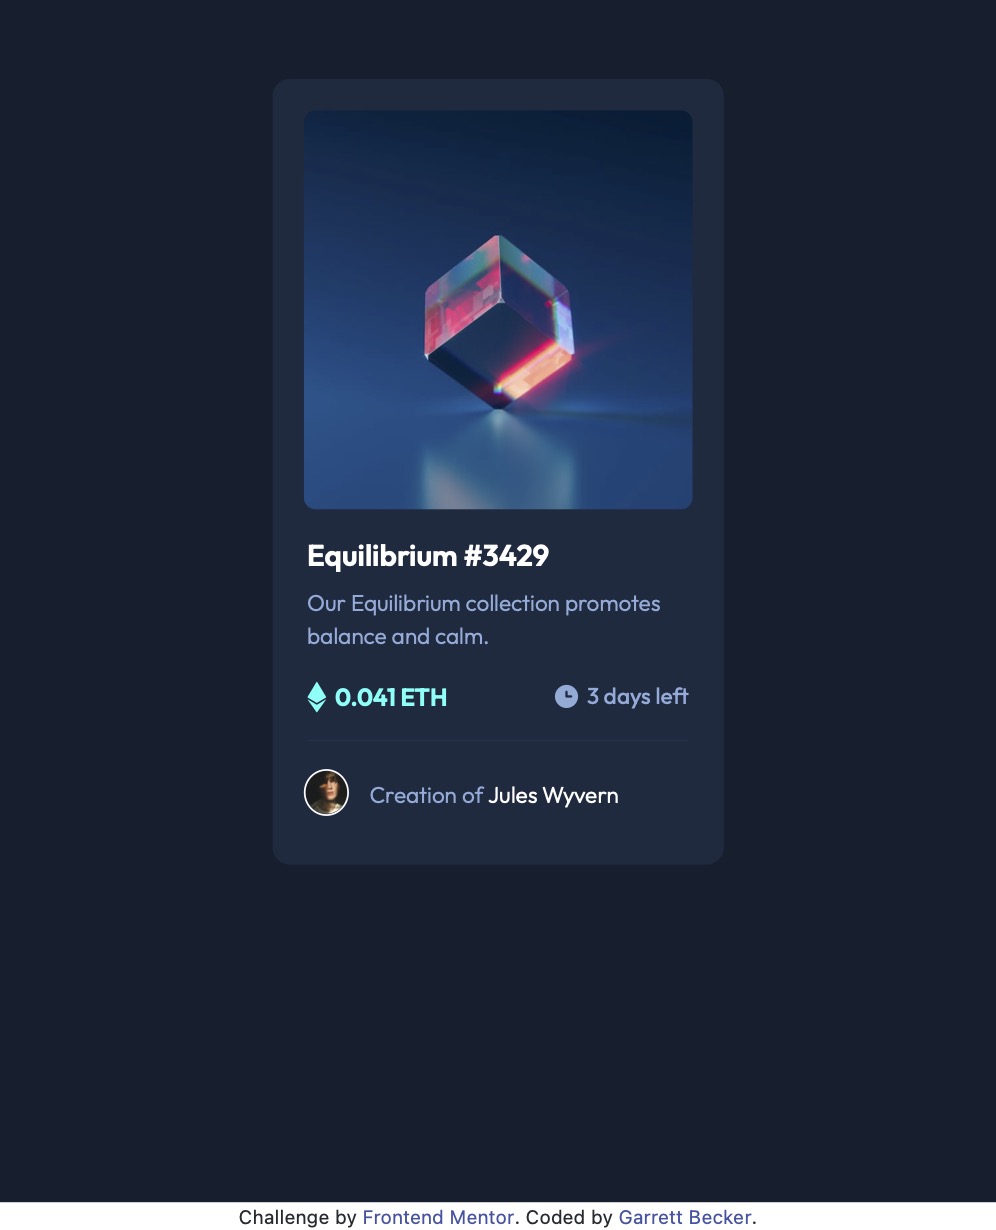 Equilibrium #3429
Our Equilibrium collection promotes
balance and calm.
0.041 ETH
3 days left
Creation of Jules Wyvern
Challenge by Frontend Mentor. Coded by Garrett Becker.